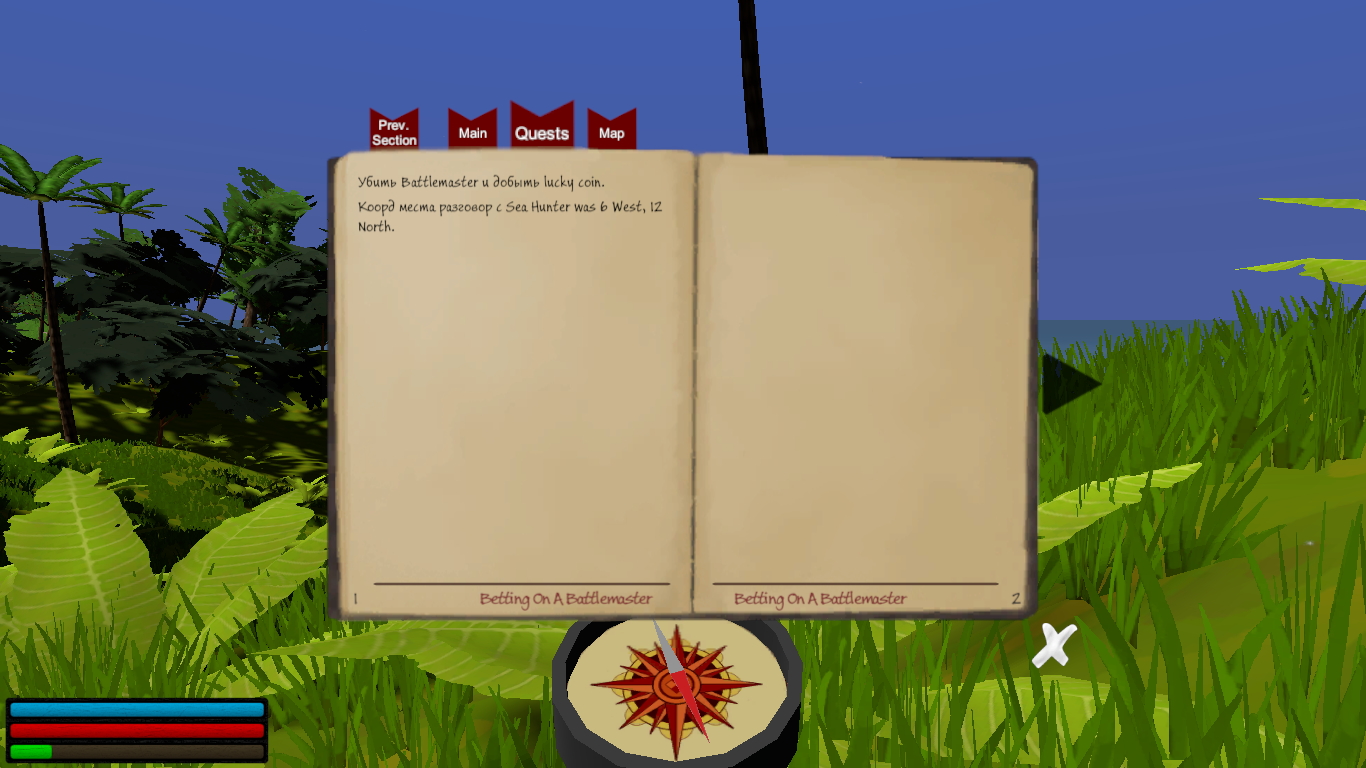 Prev.
Section
Main
Quests
Map
Убить Battlemaster и добыть lucky coin.
Коорд места разговор с Sea Hunter was 6 West, 12
North.
1
Betting On A Battlemaster
Betting On A Battlemaster
2